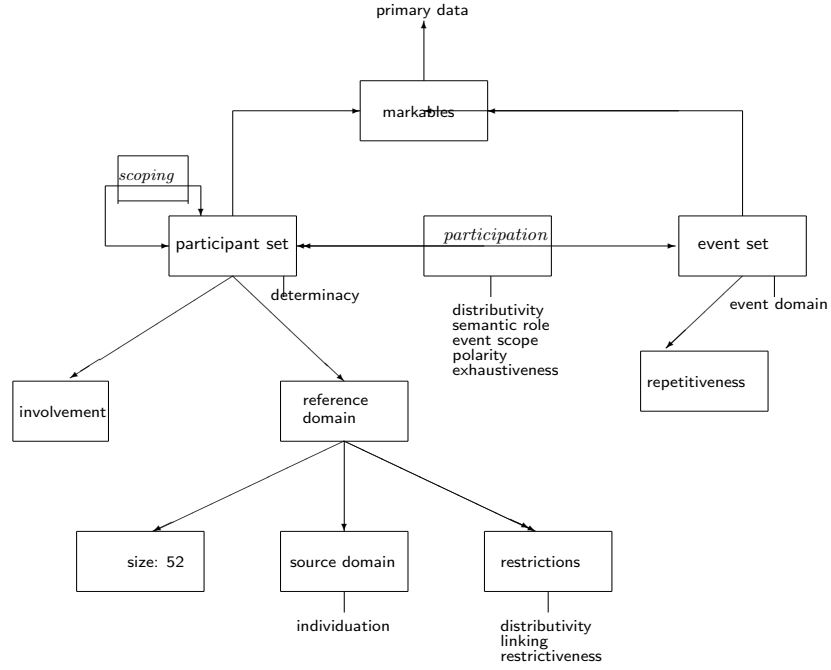 primary data
markables
scoping
participant set
participation
event set
determinacy
event domain
distributivity
semantic role
event scope
polarity
exhaustiveness
repetitiveness
involvement
reference
domain
size: 52
source domain
restrictions
individuation
distributivity
linking
restrictiveness